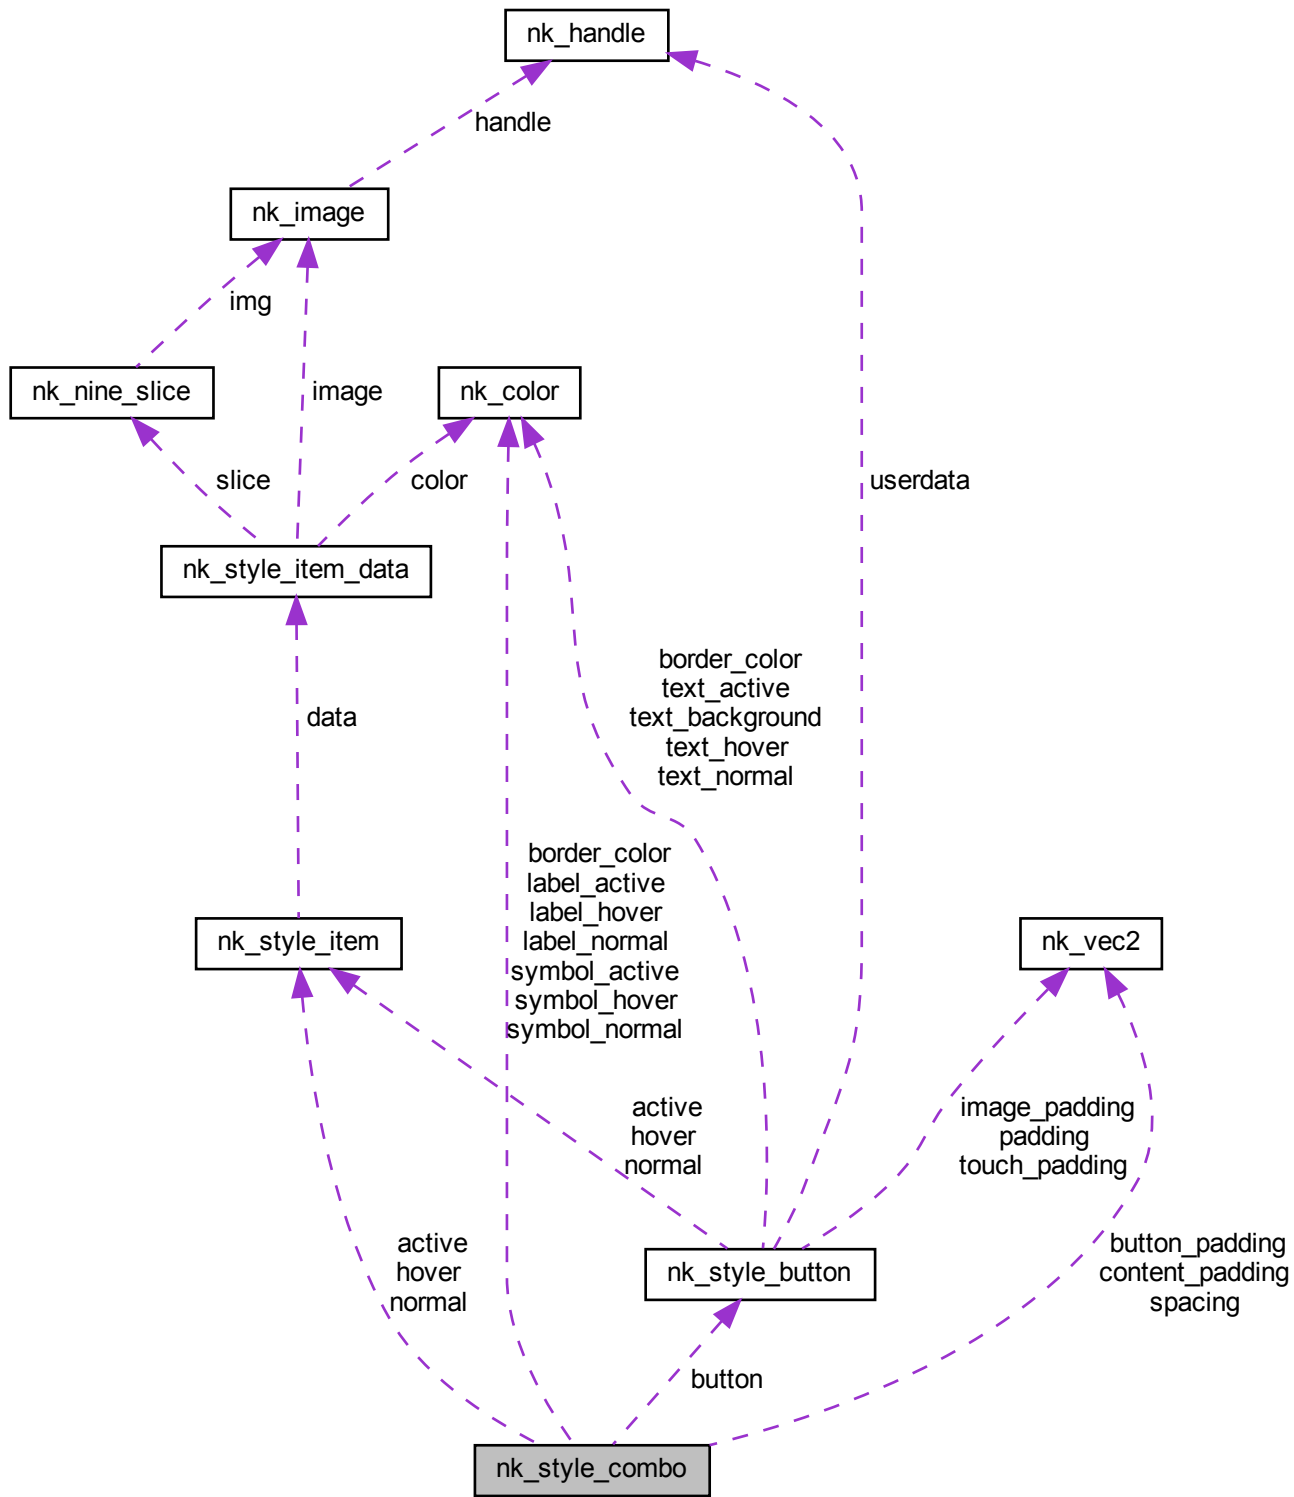 nk_handle
handle
nk_image
img
nk_nine_slice
image
nk_color
slice
color
userdata
nk_style_item_data
border_color
text_active
text_background
text_hover
text_normal
data
border_color
label_active
label_hover
label_normal
symbol_active
symbol_hover
symbol_normal
nk_style_item
nk_vec2
active
hover
normal
image_padding
padding
touch_padding
active
hover
normal
nk_style_button
button_padding
content_padding
spacing
button
nk_style_combo